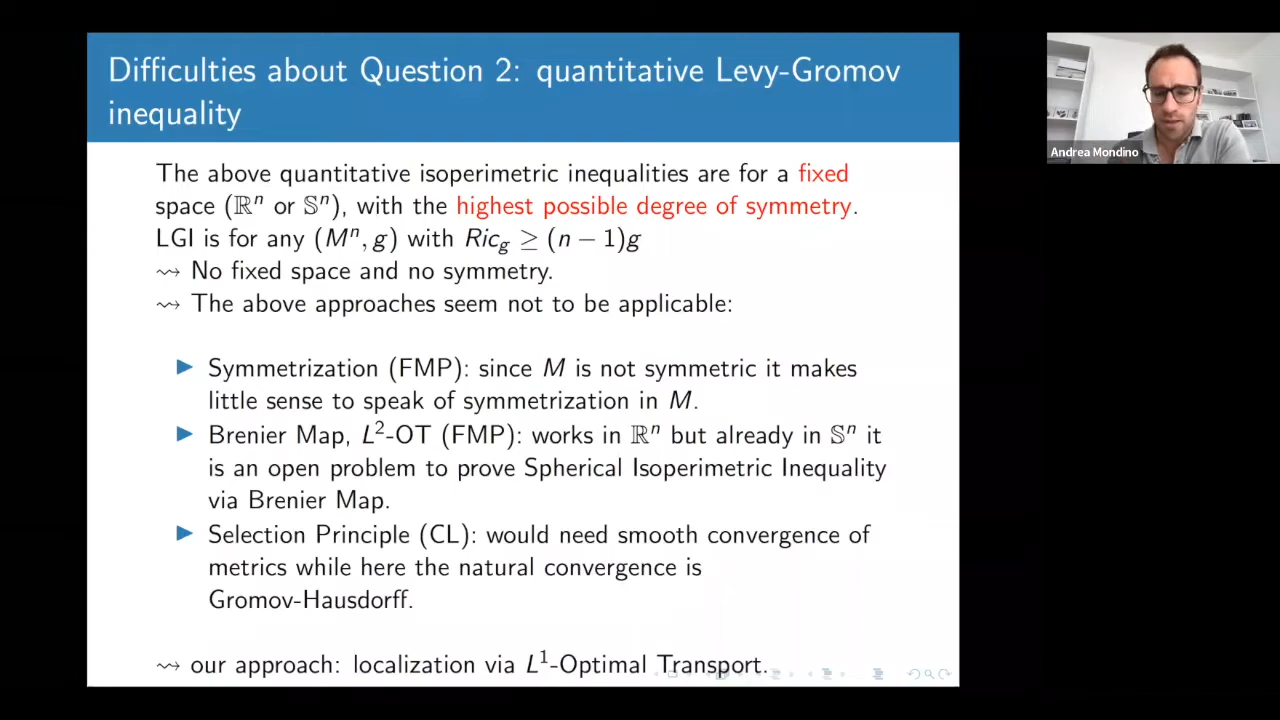 Difficulties about Question 2: quantitative Levy-Gromov
inequality
The above quantitative isoperimetric inequalities are for a fixed
space (ℝⁿ or 𝕊ⁿ), with the highest possible degree of symmetry.
LGI is for any (Mⁿ, g) with Ric_g ≥ (n − 1)g
⇝ No fixed space and no symmetry.
⇝ The above approaches seem not to be applicable:
▶ Symmetrization (FMP): since M is not symmetric it makes
little sense to speak of symmetrization in M.
▶ Brenier Map, L²-OT (FMP): works in ℝⁿ but already in 𝕊ⁿ it
is an open problem to prove Spherical Isoperimetric Inequality
via Brenier Map.
▶ Selection Principle (CL): would need smooth convergence of
metrics while here the natural convergence is
Gromov-Hausdorff.
⇝ our approach: localization via L¹-Optimal Transport.
Andrea Mondino